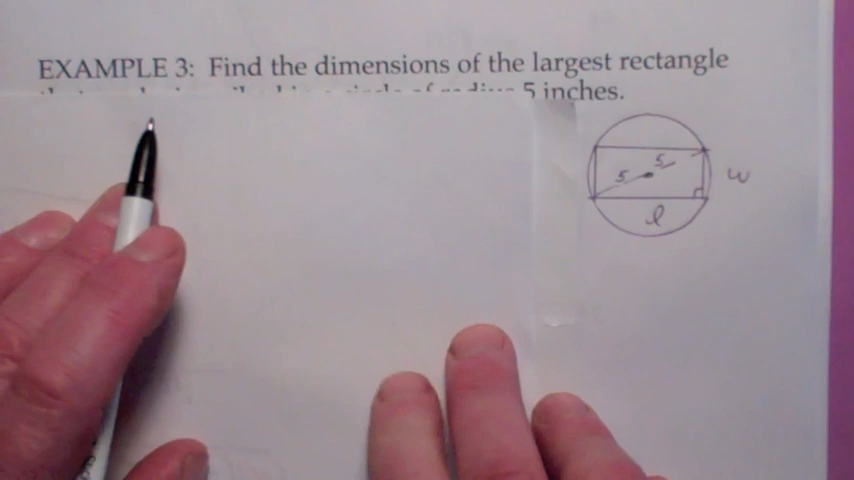 EXAMPLE 3: Find the dimensions of the largest rectangle
5 inches.
5 5
w
l